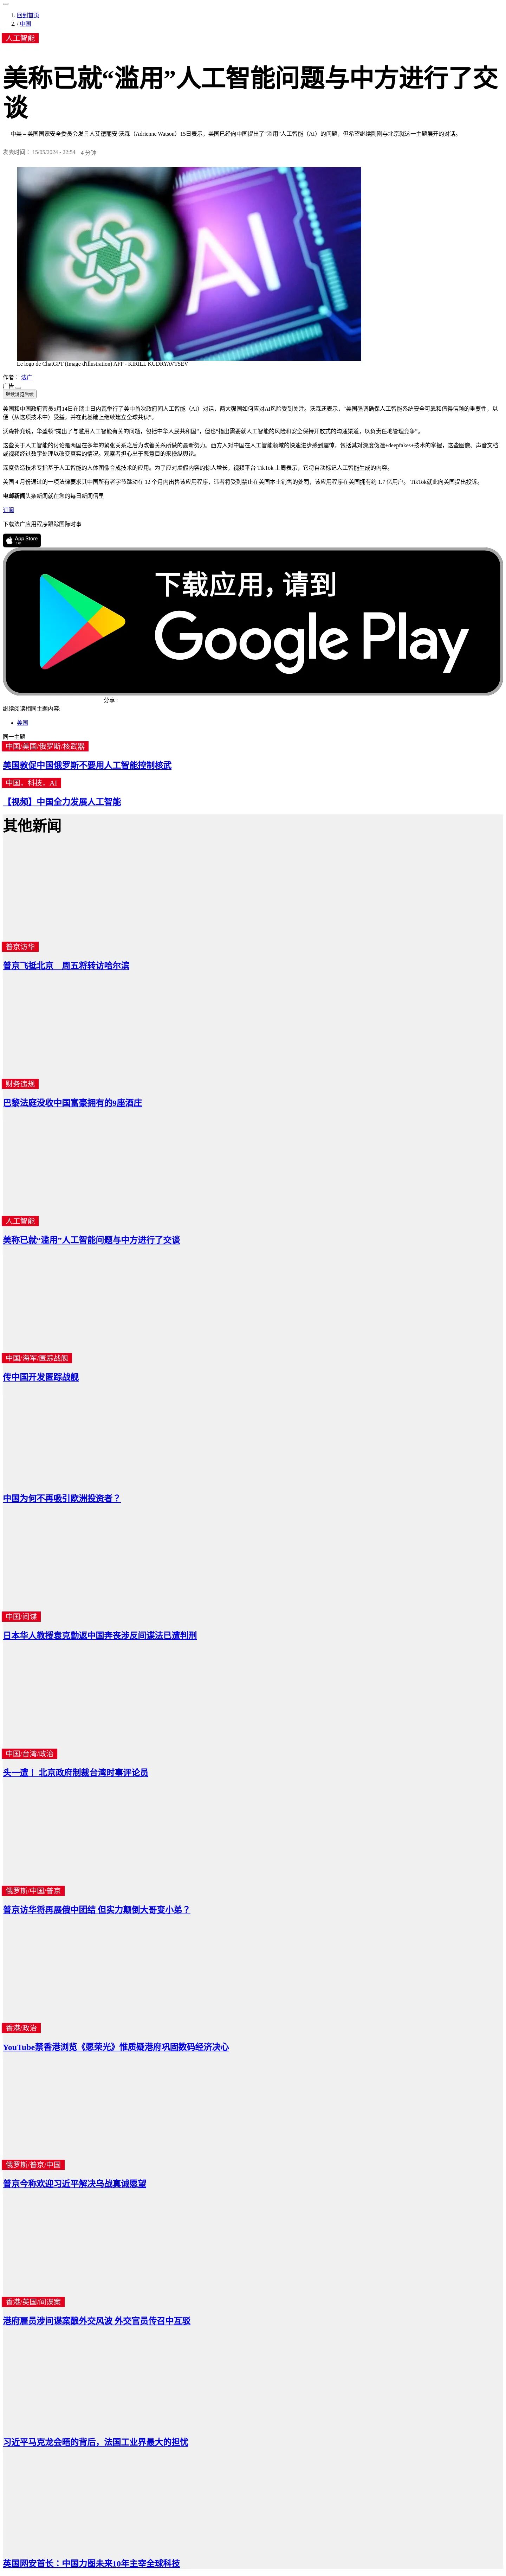 1. 回到首页
2. / 中国
人工智能
美称已就“滥用”人工智能问题与中方进行了交
谈
中美 – 美国国家安全委员会发言人艾德丽安·沃森（Adrienne Watson）15日表示，美国已经向中国提出了“滥用”人工智能（AI）的问题，但希望继续刚刚与北京就这一主题展开的对话。
发表时间： 15/05/2024 - 22:54 4 分钟
AI
Le logo de ChatGPT (Image d'illustration) AFP - KIRILL KUDRYAVTSEV
作者： 法广
广告
继续浏览后续
美国和中国政府官员5月14日在瑞士日内瓦举行了美中首次政府间人工智能（AI）对话，两大强国如何应对AI风险受到关注。沃森还表示，“美国强调确保人工智能系统安全可靠和值得信赖的重要性，以
便（从这项技术中）受益，并在此基础上继续建立全球共识”。
沃森补充说，华盛顿“提出了与滥用人工智能有关的问题，包括中华人民共和国”，但也“指出需要就人工智能的风险和安全保持开放式的沟通渠道，以负责任地管理竞争”。
这些关于人工智能的讨论是两国在多年的紧张关系之后为改善关系所做的最新努力。西方人对中国在人工智能领域的快速进步感到震惊，包括其对深度伪造«deepfakes»技术的掌握，这些图像、声音文档
或视频经过数字处理以改变真实的情况。观察者担心出于恶意目的来操纵舆论。
深度伪造技术专指基于人工智能的人体图像合成技术的应用。为了应对虚假内容的惊人增长，视频平台 TikTok 上周表示，它将自动标记人工智能生成的内容。
美国 4 月份通过的一项法律要求其中国所有者字节跳动在 12 个月内出售该应用程序，违者将受到禁止在美国本土销售的处罚，该应用程序在美国拥有约 1.7 亿用户。 TikTok就此向美国提出投诉。
电邮新闻头条新闻就在您的每日新闻信里
订阅
下载法广应用程序跟踪国际时事
App Store
下载
下载应用，请到
Google Play
分享 :
继续阅读相同主题内容:
美国
同一主题
中国/美国/俄罗斯/核武器
美国敦促中国俄罗斯不要用人工智能控制核武
中国，科技，AI
【视频】中国全力发展人工智能
其他新闻
普京访华
普京飞抵北京　周五将转访哈尔滨
财务违规
巴黎法庭没收中国富豪拥有的9座酒庄
人工智能
美称已就“滥用”人工智能问题与中方进行了交谈
中国/海军/匿踪战舰
传中国开发匿踪战舰
中国为何不再吸引欧洲投资者？
中国/间谍
日本华人教授袁克勤返中国奔丧涉反间谍法已遭判刑
中国/台湾/政治
头一遭！ 北京政府制裁台湾时事评论员
俄罗斯/中国/普京
普京访华将再展俄中团结 但实力颠倒大哥变小弟？
香港/政治
YouTube禁香港浏览《愿荣光》惟质疑港府巩固数码经济决心
俄罗斯/普京/中国
普京今称欢迎习近平解决乌战真诚愿望
香港/英国/间谍案
港府雇员涉间谍案酿外交风波 外交官员传召中互驳
习近平马克龙会晤的背后，法国工业界最大的担忧
英国网安首长：中国力图未来10年主宰全球科技